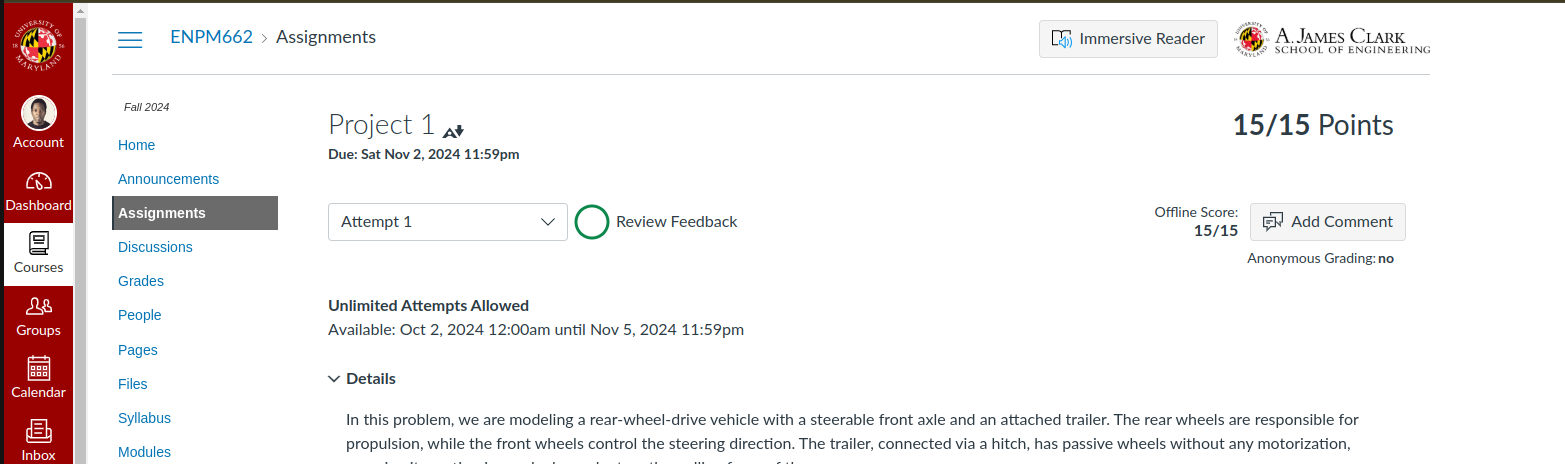 UNIVERSITY OF
18 56
MARYLAND
Account
Dashboard
Courses
Groups
Calendar
Inbox
ENPM662 › Assignments
Immersive Reader
A. JAMES CLARK
SCHOOL OF ENGINEERING
Fall 2024
Home
Announcements
Assignments
Discussions
Grades
People
Pages
Files
Syllabus
Modules
Project 1
15/15 Points
Due: Sat Nov 2, 2024 11:59pm
Attempt 1
Review Feedback
Offline Score:
15/15
Add Comment
Anonymous Grading: no
Unlimited Attempts Allowed
Available: Oct 2, 2024 12:00am until Nov 5, 2024 11:59pm
Details
In this problem, we are modeling a rear-wheel-drive vehicle with a steerable front axle and an attached trailer. The rear wheels are responsible for
propulsion, while the front wheels control the steering direction. The trailer, connected via a hitch, has passive wheels without any motorization,